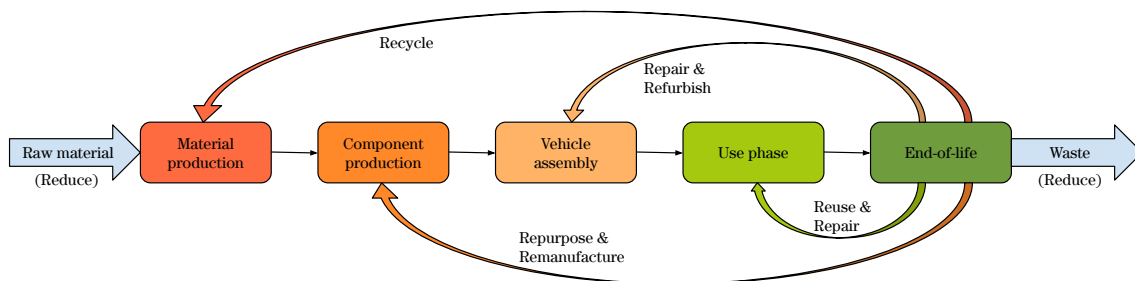 Recycle
Repair &
Refurbish
Raw material
(Reduce)
Material
production
Component
production
Vehicle
assembly
Use phase
End-of-life
Waste
(Reduce)
Reuse &
Repair
Repurpose &
Remanufacture